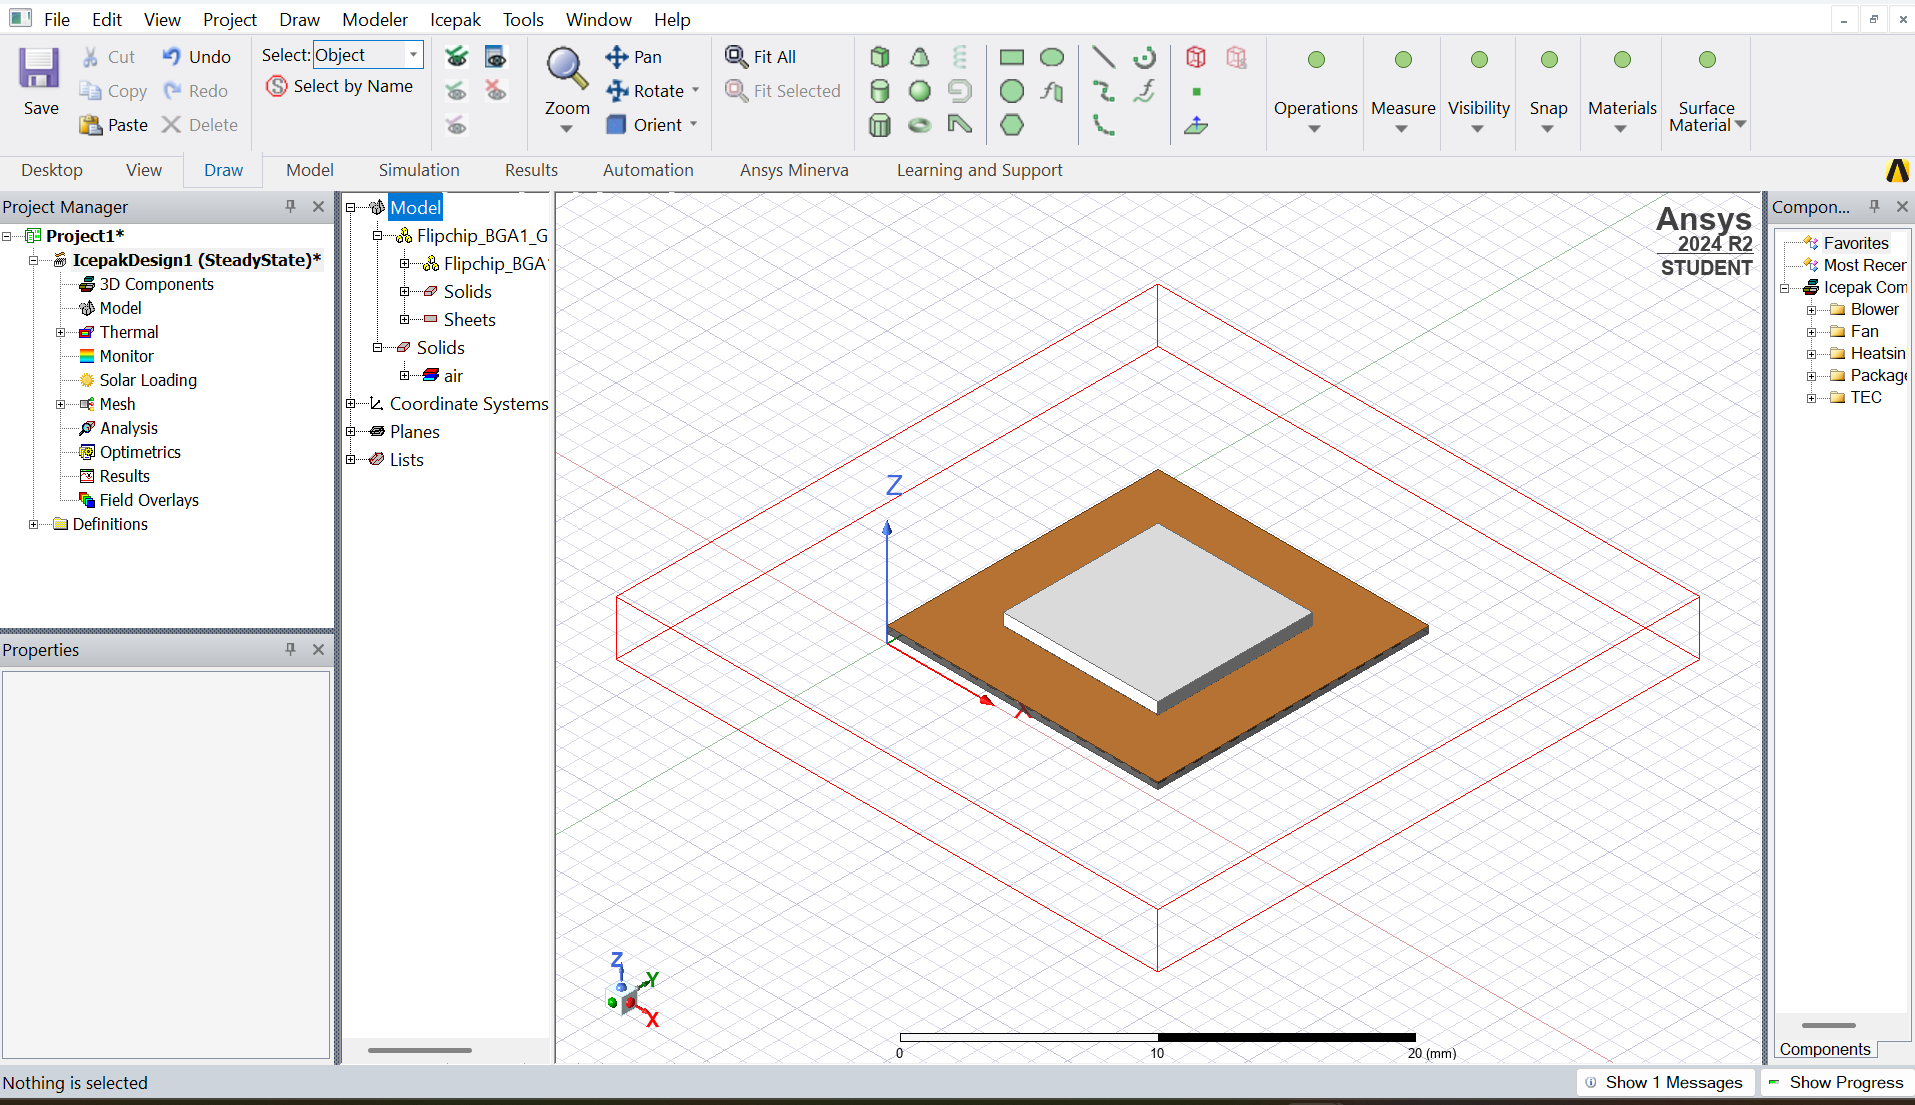 File Edit View Project Draw Modeler Icepak Tools Window Help
Save
Cut
Copy
Paste
Undo
Redo
Delete
Select: Object
Select by Name
Zoom
Pan
Rotate
Orient
Fit All
Fit Selected
Operations
Measure
Visibility
Snap
Materials
Surface
Material
Desktop View Draw Model Simulation Results Automation Ansys Minerva Learning and Support
Project Manager
Project1*
IcepakDesign1 (SteadyState)*
3D Components
Model
Thermal
Monitor
Solar Loading
Mesh
Analysis
Optimetrics
Results
Field Overlays
Definitions
Properties
Model
Flipchip_BGA1_G
Flipchip_BGA
Solids
Sheets
Solids
air
Coordinate Systems
Planes
Lists
Ansys
2024 R2
STUDENT
Z
X
Z
Y
X
0 10 20 (mm)
Compon...
Favorites
Most Recer
Icepak Com
Blower
Fan
Heatsin
Package
TEC
Components
Nothing is selected
Show 1 Messages
Show Progress